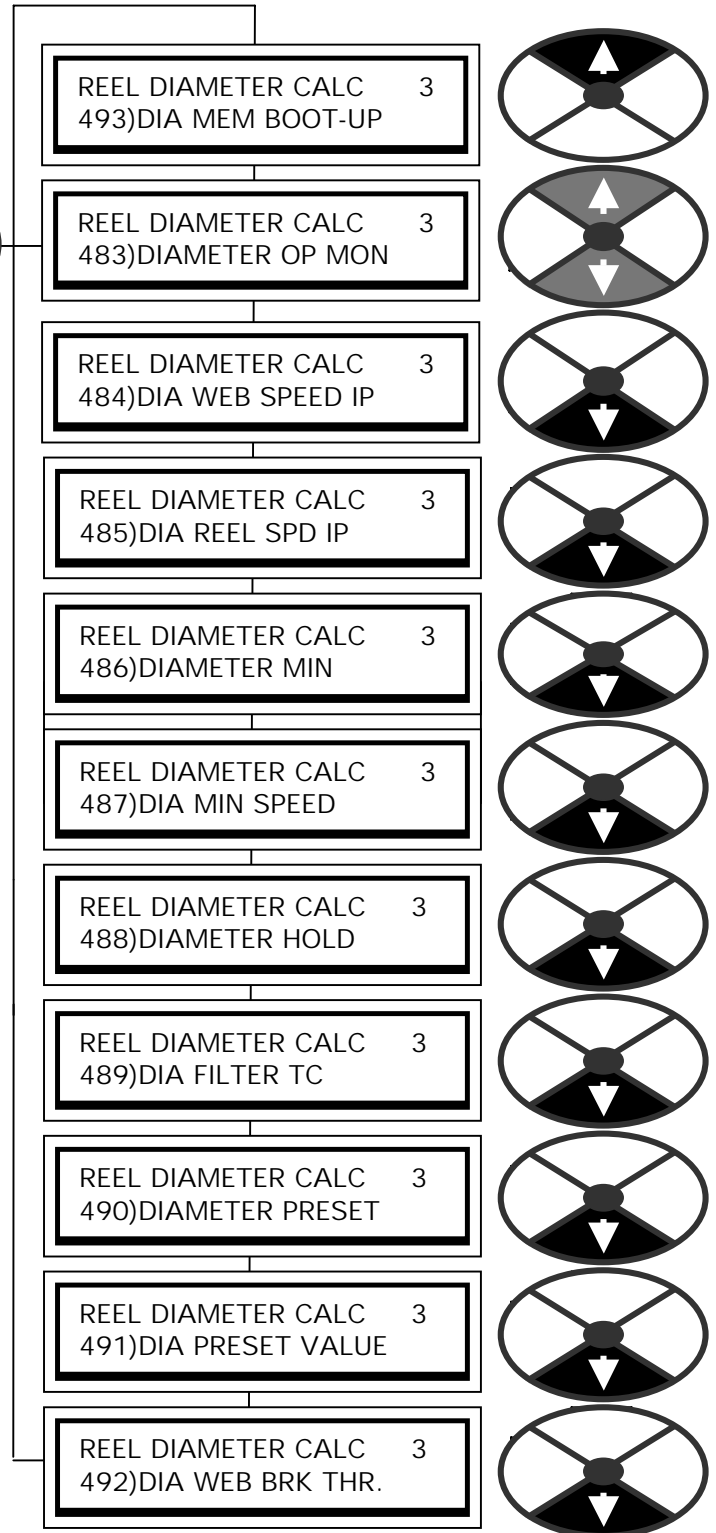 REEL DIAMETER CALC 3
493)DIA MEM BOOT-UP
REEL DIAMETER CALC 3
483)DIAMETER OP MON
REEL DIAMETER CALC 3
484)DIA WEB SPEED IP
REEL DIAMETER CALC 3
485)DIA REEL SPD IP
REEL DIAMETER CALC 3
486)DIAMETER MIN
REEL DIAMETER CALC 3
487)DIA MIN SPEED
REEL DIAMETER CALC 3
488)DIAMETER HOLD
REEL DIAMETER CALC 3
489)DIA FILTER TC
REEL DIAMETER CALC 3
490)DIAMETER PRESET
REEL DIAMETER CALC 3
491)DIA PRESET VALUE
REEL DIAMETER CALC 3
492)DIA WEB BRK THR.